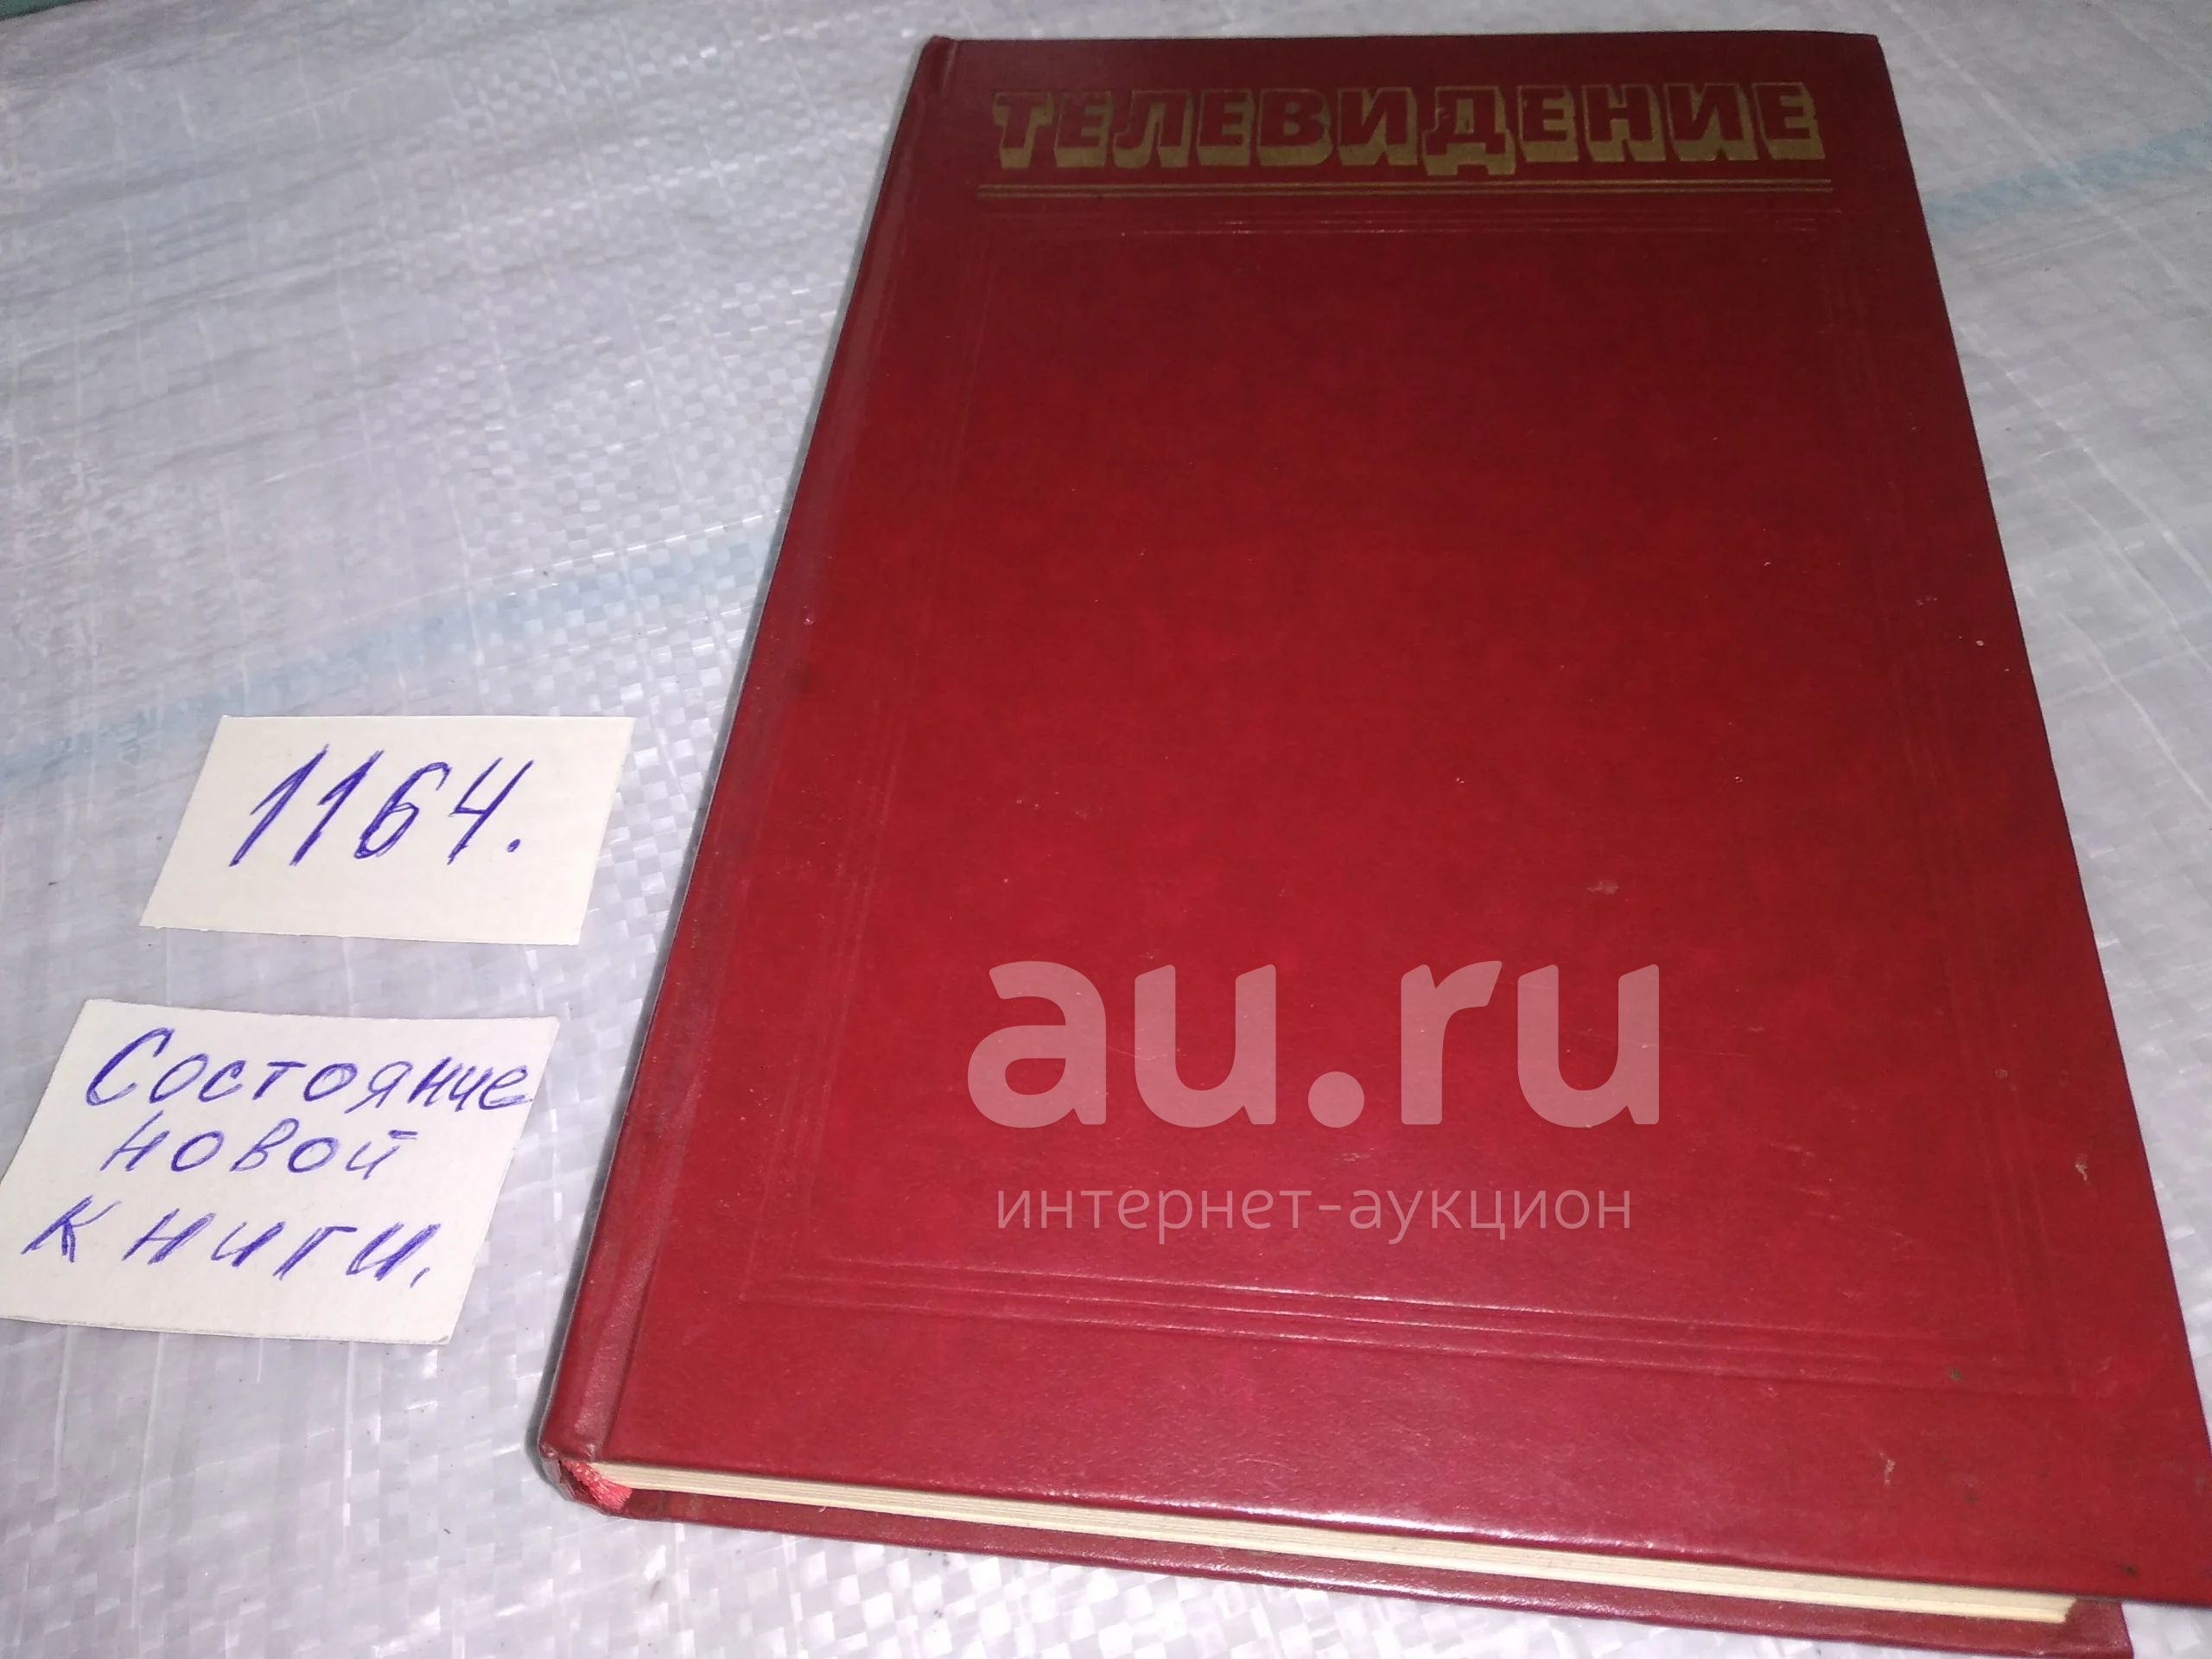 ТЕЛЕВИДЕНИЕ
1164.
Состояние
новой
книги.
au.ru
интернет-аукцион